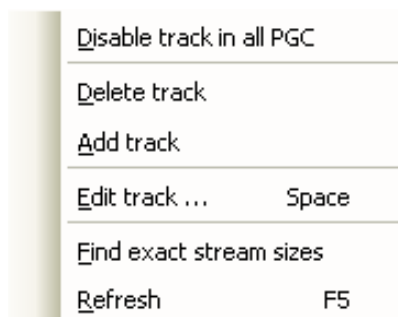 Disable track in all PGC
Delete track
Add track
Edit track ... Space
Find exact stream sizes
Refresh F5